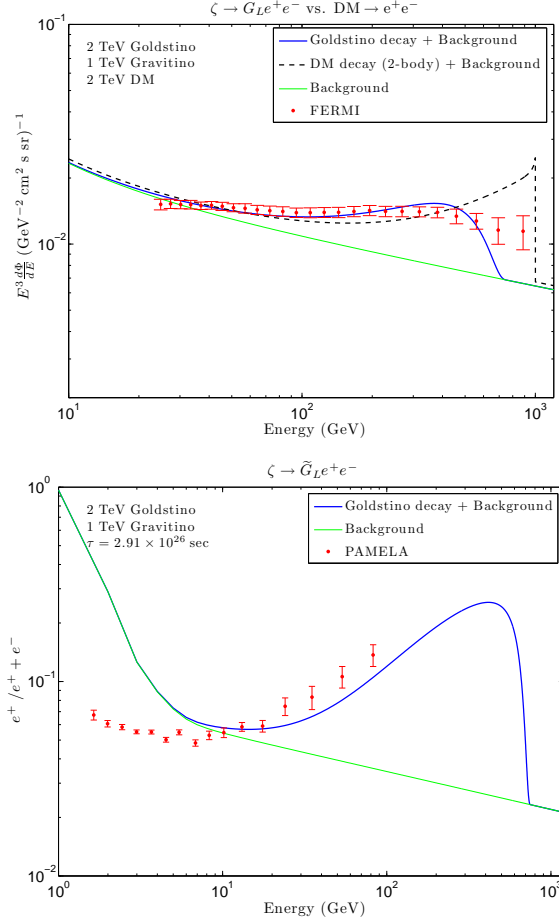 ζ → G_L e⁺e⁻ vs. DM → e⁺e⁻
10⁻¹
2 TeV Goldstino
1 TeV Gravitino
2 TeV DM
Goldstino decay + Background
DM decay (2-body) + Background
Background
FERMI
E³ dΦ/dE (GeV⁻² cm² s sr)⁻¹
10⁻²
10¹ 10² 10³
Energy (GeV)
ζ → G̃_L e⁺e⁻
10⁰
2 TeV Goldstino
1 TeV Gravitino
τ = 2.91 × 10²⁶ sec
Goldstino decay + Background
Background
PAMELA
e⁺/e⁺ + e⁻
10⁻¹
10⁻²
10⁰ 10¹ 10² 10³
Energy (GeV)